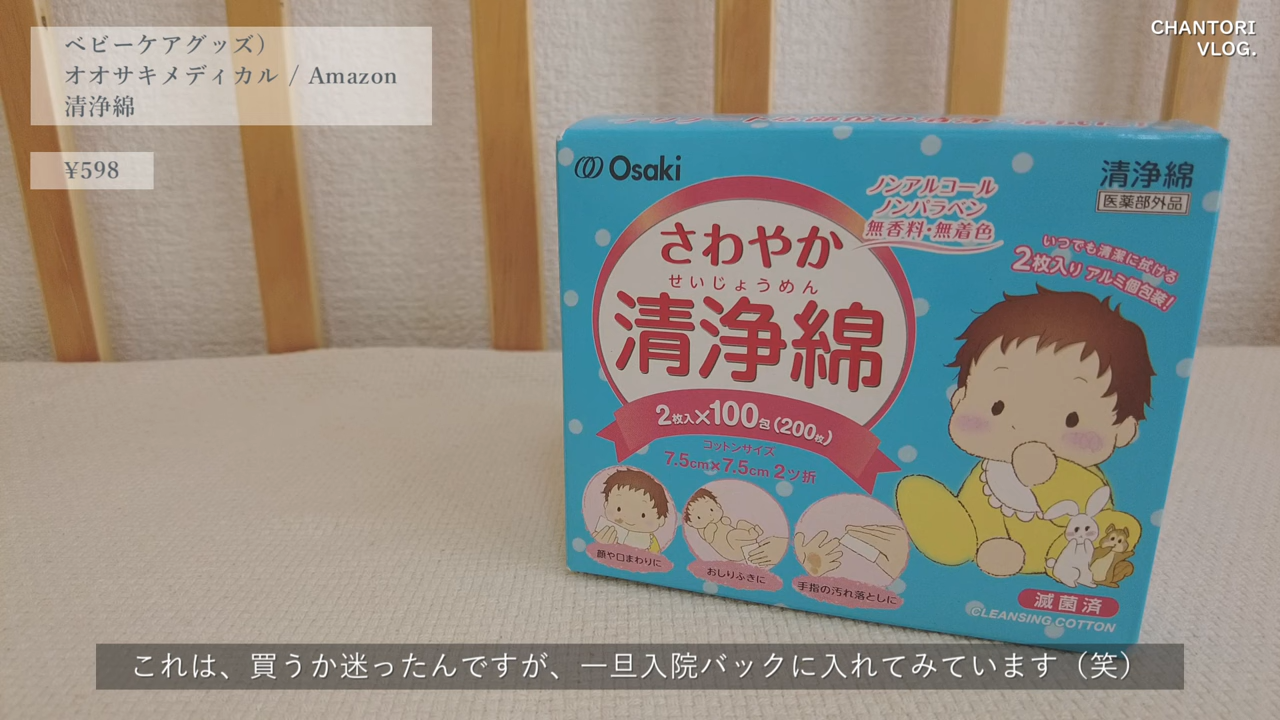 ベビーケアグッズ）
オオサキメディカル / Amazon
清浄綿
¥598
CHANTORI
VLOG.
Osaki
ノンアルコール
ノンパラベン
無香料・無着色
清浄綿
医薬部外品
いつでも清潔に拭ける
2枚入り アルミ個包装!
さわやか
せいじょうめん
清浄綿
2枚入×100包(200枚)
コットンサイズ
7.5cm×7.5cm 2ツ折
顔や口まわりに
おしりふきに
手指の汚れ落としに
滅菌済
CLEANSING COTTON
これは、買うか迷ったんですが、一旦入院バックに入れてみています（笑）